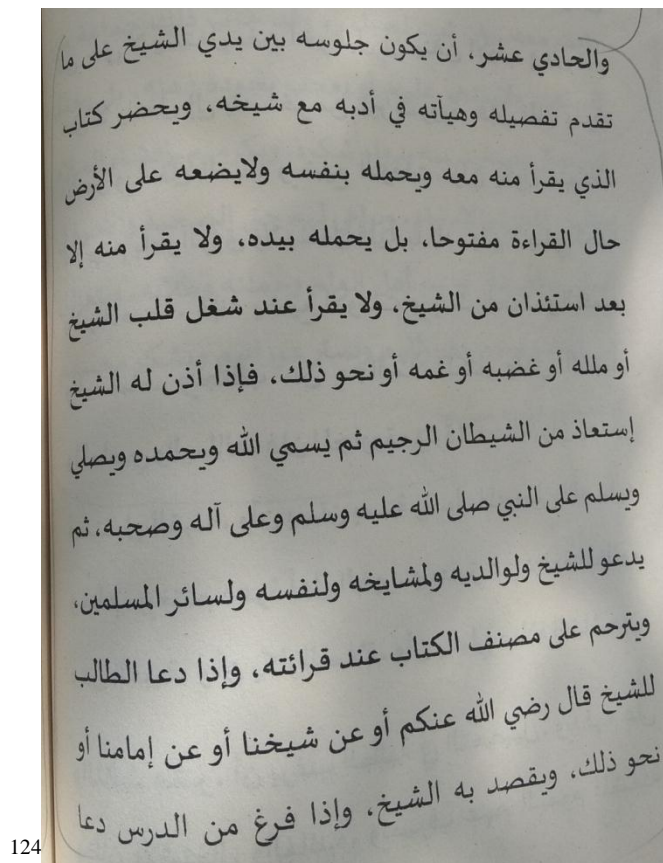 والحادي عشر، أن يكون جلوسه بين يدي الشيخ على ما
تقدم تفصيله وهيآته في أدبه مع شيخه، ويحضر كتاب
الذي يقرأ منه معه ويحمله بنفسه ولايضعه على الأرض
حال القراءة مفتوحا، بل يحمله بيده، ولا يقرأ منه إلا
بعد استئذان من الشيخ، ولا يقرأ عند شغل قلب الشيخ
أو ملله أو غضبه أو غمه أو نحو ذلك، فإذا أذن له الشيخ
إستعاذ من الشيطان الرجيم ثم يسمي الله ويحمده ويصلي
ويسلم على النبي صلى الله عليه وسلم وعلى آله وصحبه، ثم
يدعو للشيخ ولوالديه ولمشايخه ولنفسه ولسائر المسلمين،
ويترحم على مصنف الكتاب عند قرائته، وإذا دعا الطالب
للشيخ قال رضي الله عنكم أو عن شيخنا أو عن إمامنا أو
نحو ذلك، ويقصد به الشيخ، وإذا فرغ من الدرس دعا
124